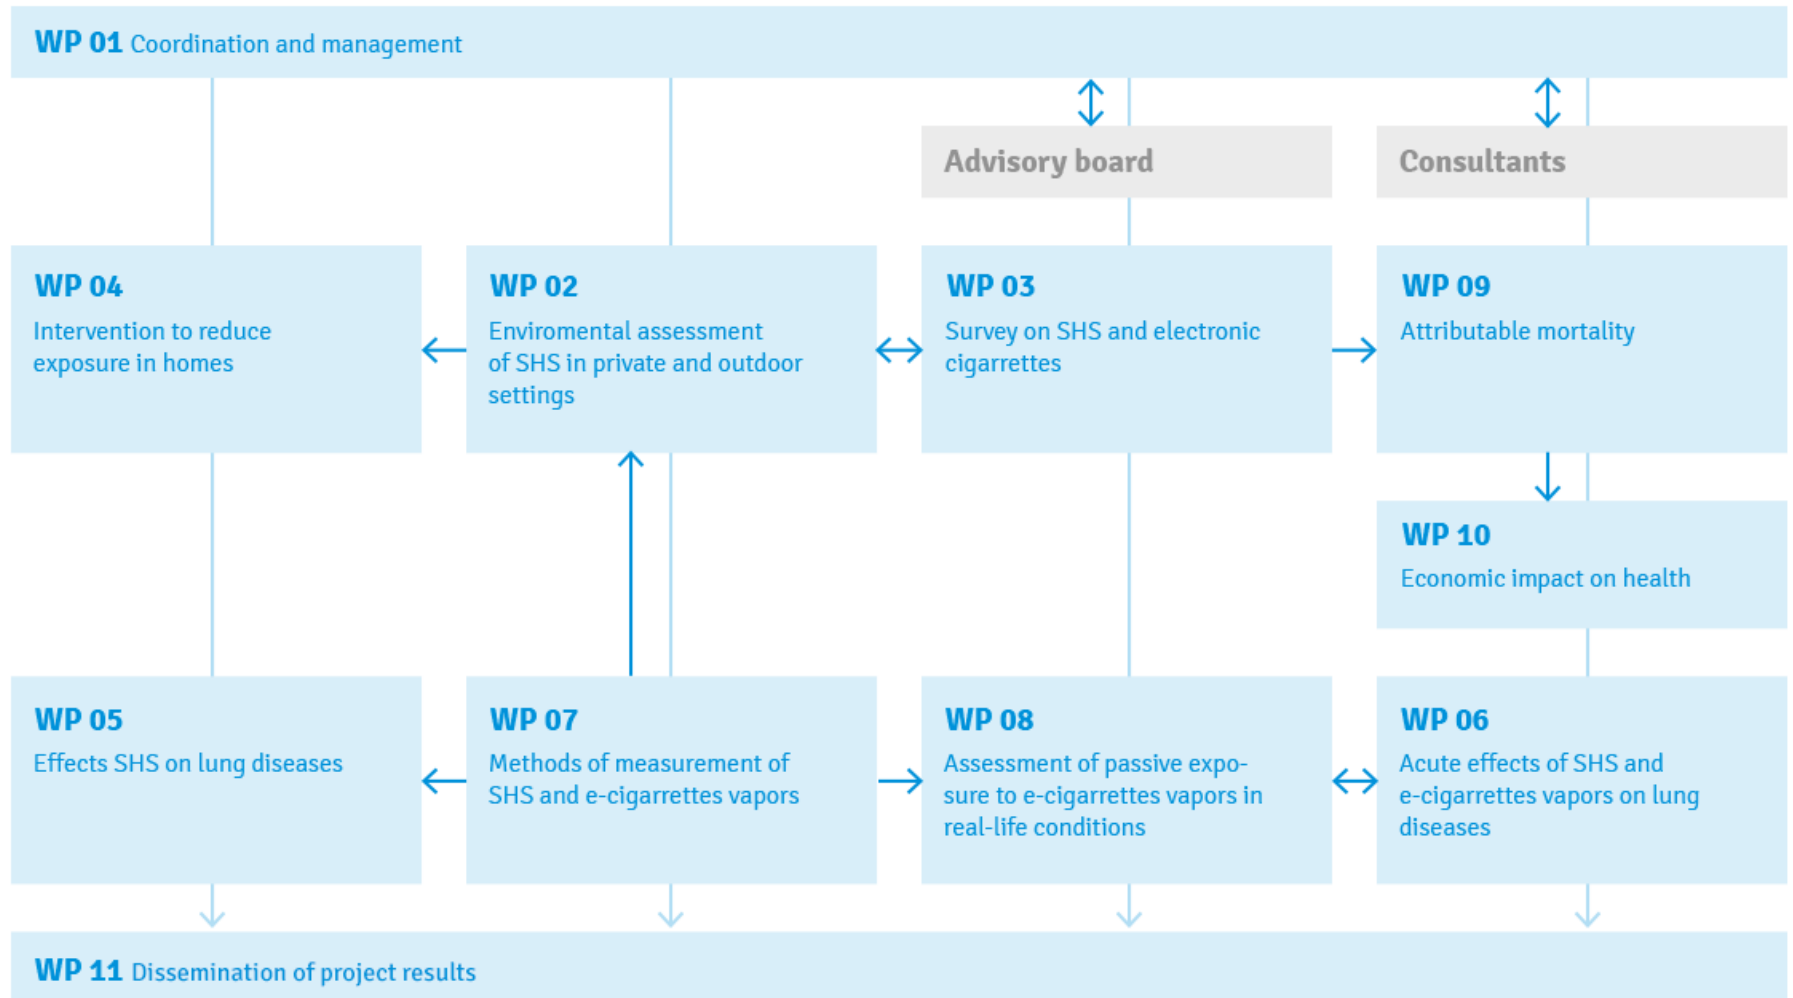 WP 01 Coordination and management
Advisory board
Consultants
WP 04
Intervention to reduce
exposure in homes
WP 02
Enviromental assessment
of SHS in private and outdoor
settings
WP 03
Survey on SHS and electronic
cigarrettes
WP 09
Attributable mortality
WP 10
Economic impact on health
WP 05
Effects SHS on lung diseases
WP 07
Methods of measurement of
SHS and e-cigarrettes vapors
WP 08
Assessment of passive expo-
sure to e-cigarrettes vapors in
real-life conditions
WP 06
Acute effects of SHS and
e-cigarrettes vapors on lung
diseases
WP 11 Dissemination of project results